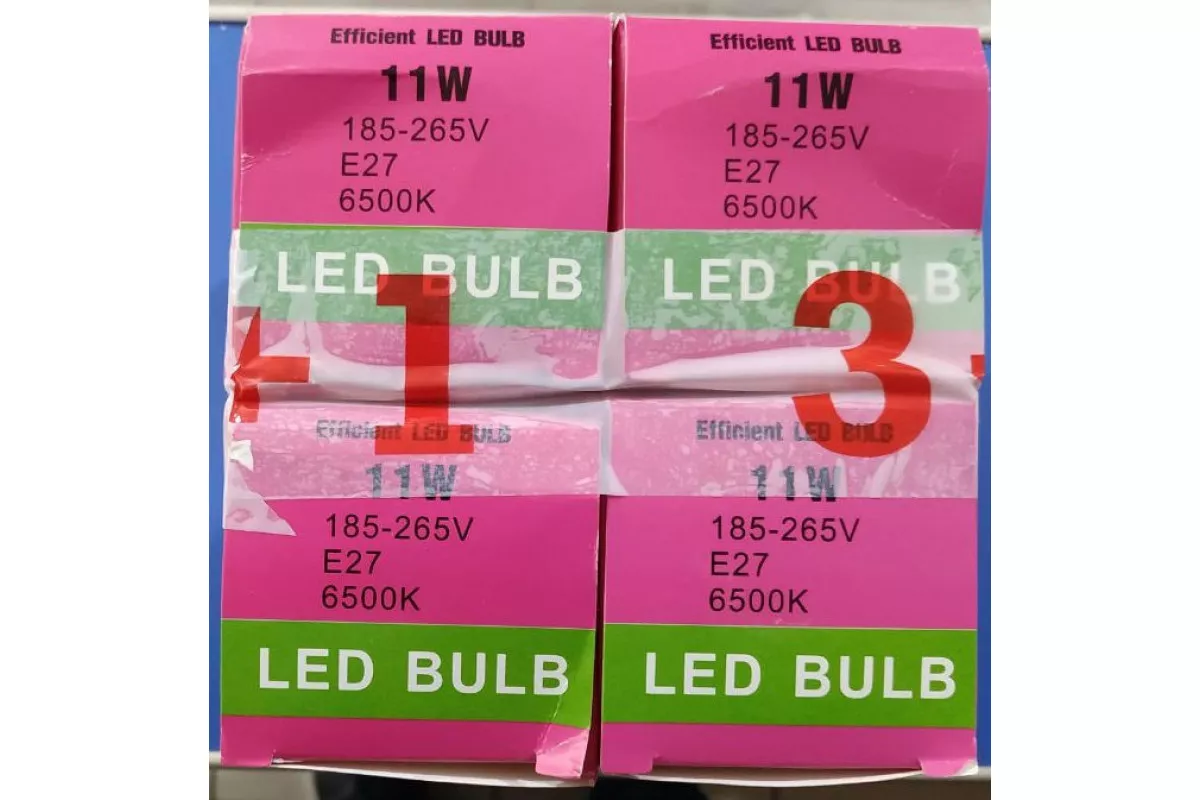 Efficient LED BULB
11W
185-265V
E27
6500K
LED BULB
Efficient LED BULB
11W
185-265V
E27
6500K
LED BULB
+1
3+
Efficient LED BULB
11W
185-265V
E27
6500K
LED BULB
Efficient LED BULB
11W
185-265V
E27
6500K
LED BULB